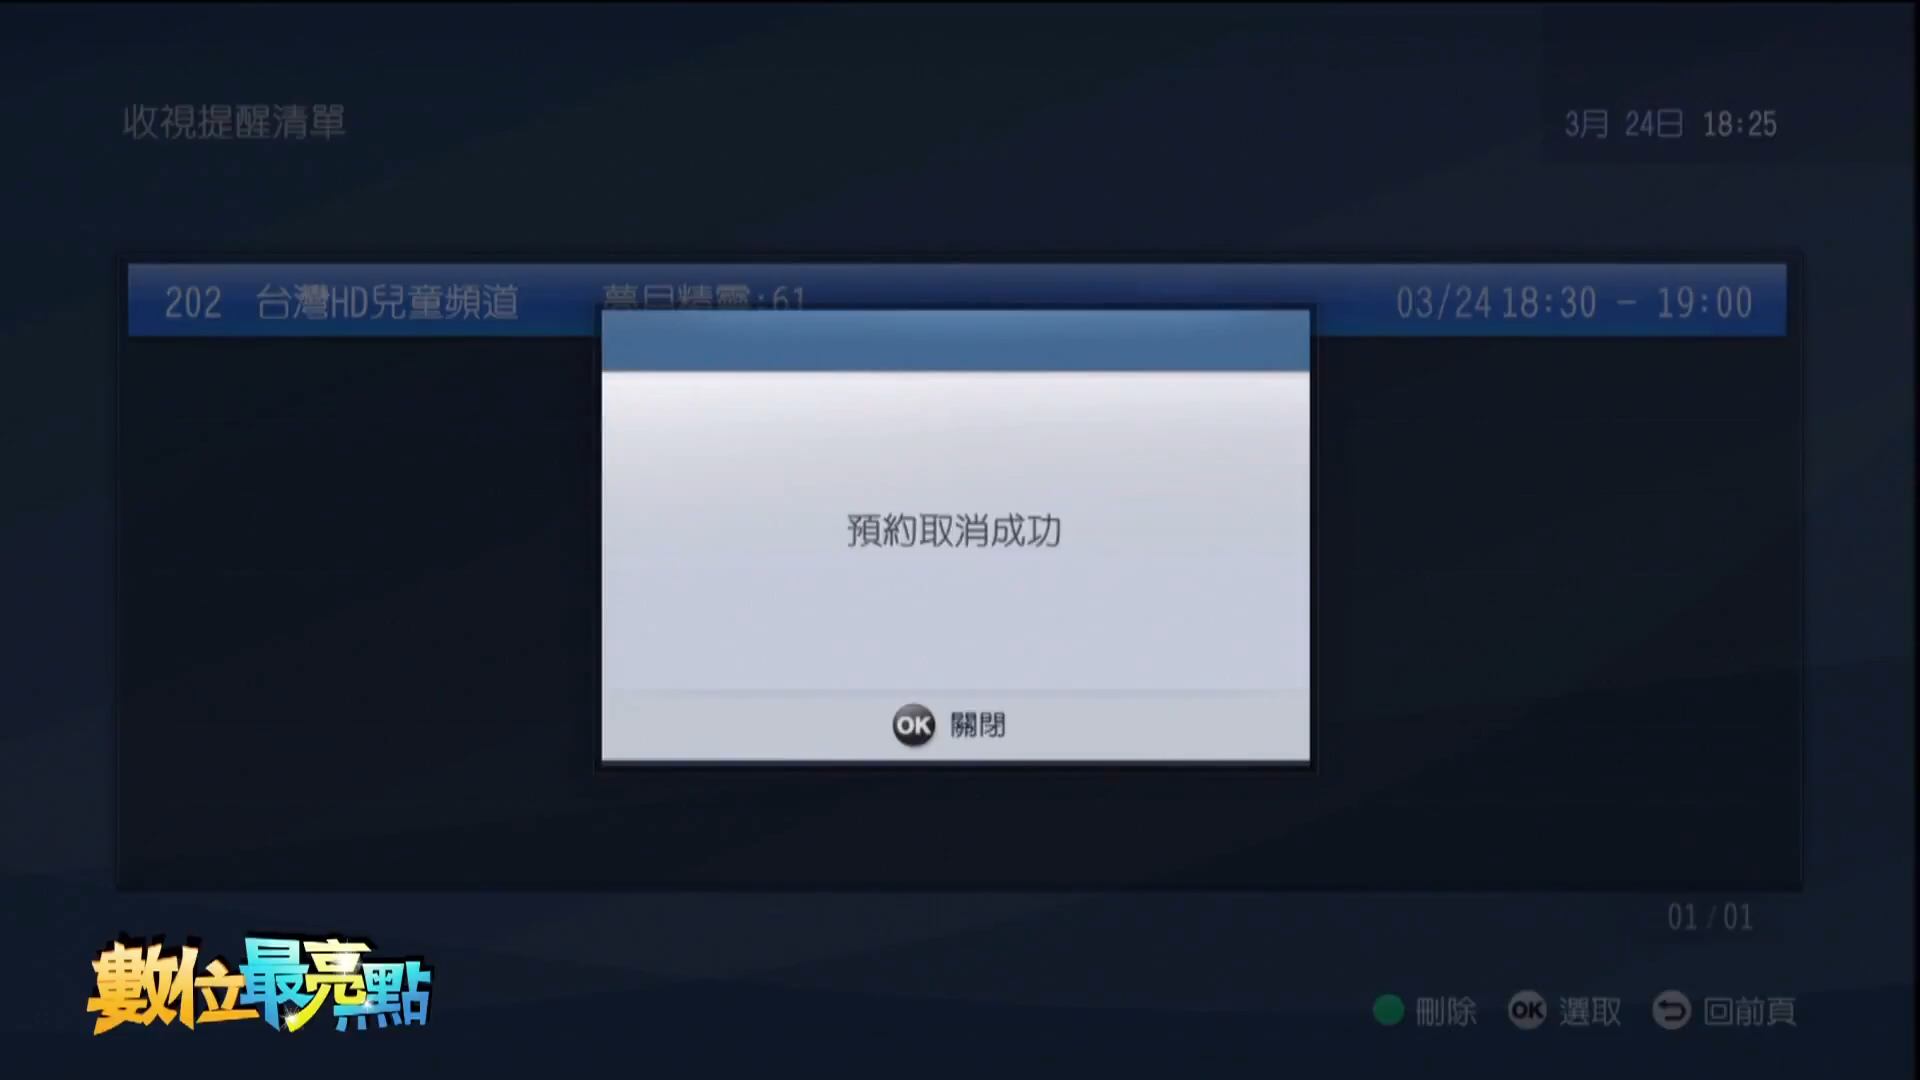 收視提醒清單
3月 24日 18:25
202 台灣HD兒童頻道 :61 03/24 18:30 - 19:00
預約取消成功
OK 關閉
01/01
數位最亮點
刪除 OK 選取 回前頁